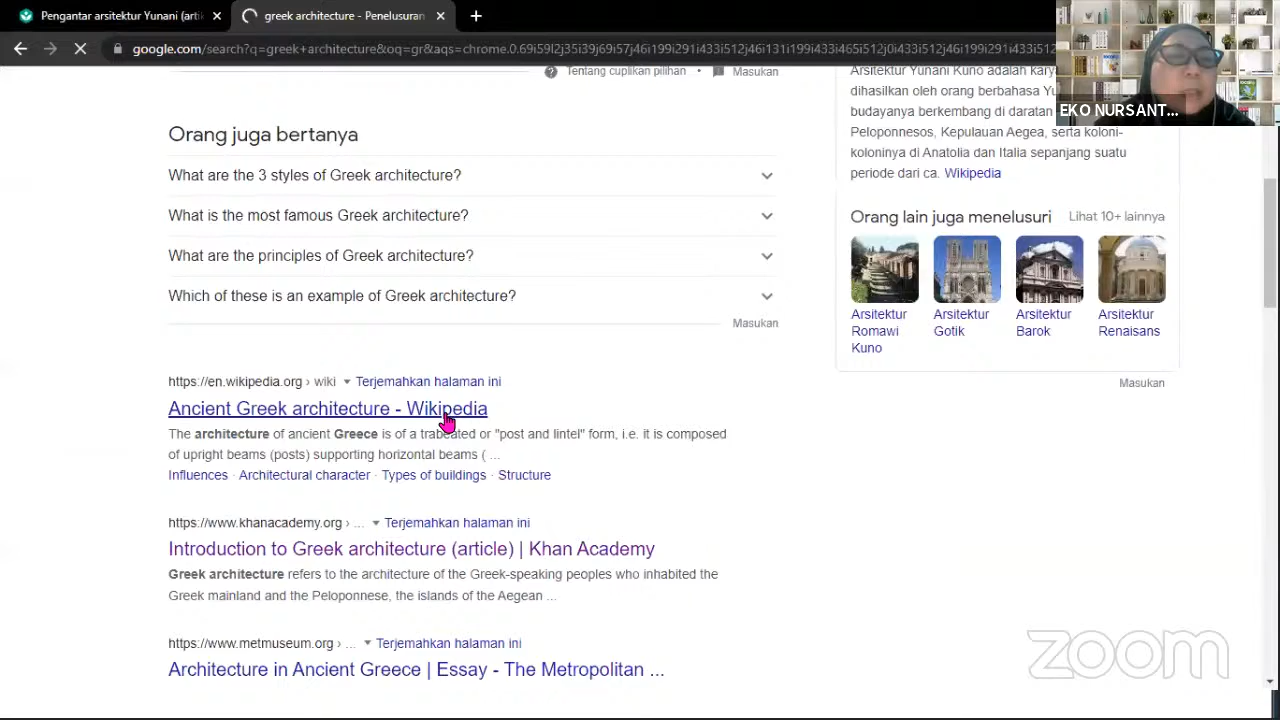 Pengantar arsitektur Yunani (arti
greek architecture - Penelusuran
google.com/search?q=greek+architecture&oq=gr&aqs=chrome.0.69i59l2j35i39j69i57j46i199i291i433i512j46i131i199i433i465i512j0i433i512j46i199i291i433i512j46i199i291i433i512
EKO NURSANT...
Tentang cuplikan pilihan • Masukan
Orang juga bertanya
What are the 3 styles of Greek architecture?
What is the most famous Greek architecture?
What are the principles of Greek architecture?
Which of these is an example of Greek architecture?
Masukan
https://en.wikipedia.org › wiki Terjemahkan halaman ini
Ancient Greek architecture - Wikipedia
The architecture of ancient Greece is of a trabeated or "post and lintel" form, i.e. it is composed
of upright beams (posts) supporting horizontal beams ( ...
Influences · Architectural character · Types of buildings · Structure
https://www.khanacademy.org › ... Terjemahkan halaman ini
Introduction to Greek architecture (article) | Khan Academy
Greek architecture refers to the architecture of the Greek-speaking peoples who inhabited the
Greek mainland and the Peloponnese, the islands of the Aegean ...
https://www.metmuseum.org › ... Terjemahkan halaman ini
Architecture in Ancient Greece | Essay - The Metropolitan ...
Arsitektur Yunani Kuno adalah
dihasilkan oleh orang berbahasa
budayanya berkembang di daratan
Peloponnesos, Kepulauan Aegea, serta koloni-
koloninya di Anatolia dan Italia sepanjang suatu
periode dari ca. Wikipedia
Orang lain juga menelusuri Lihat 10+ lainnya
Arsitektur Romawi Kuno
Arsitektur Gotik
Arsitektur Barok
Arsitektur Renaisans
Masukan
zoom